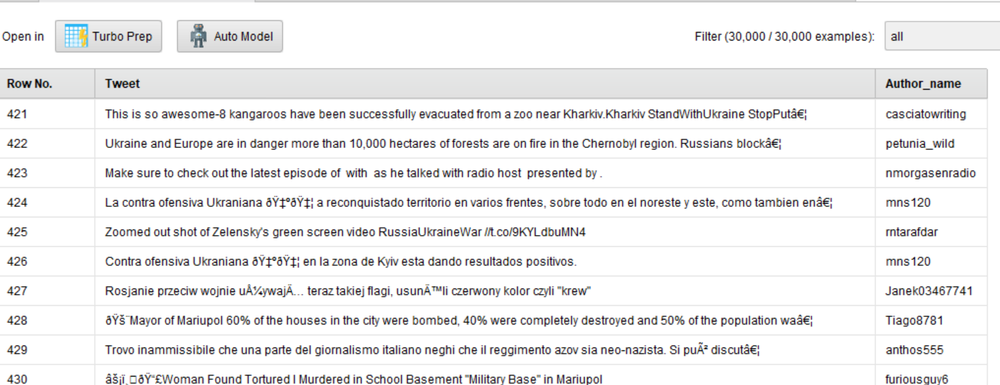 Open in Turbo Prep Auto Model Filter (30,000 / 30,000 examples): all
Row No. Tweet Author_name
421 This is so awesome-8 kangaroos have been successfully evacuated from a zoo near Kharkiv.Kharkiv StandWithUkraine StopPutâ€¦ casciatowriting
422 Ukraine and Europe are in danger more than 10,000 hectares of forests are on fire in the Chernobyl region. Russians blockâ€¦ petunia_wild
423 Make sure to check out the latest episode of with as he talked with radio host presented by . nmorgasenradio
424 La contra ofensiva Ukraniana ðŸ‡ºðŸ‡¦ a reconquistado territorio en varios frentes, sobre todo en el noreste y este, como tambien enâ€¦ mns120
425 Zoomed out shot of Zelensky's green screen video RussiaUkraineWar //t.co/9KYLdbuMN4 rntarafdar
426 Contra ofensiva Ukraniana ðŸ‡ºðŸ‡¦ en la zona de Kyiv esta dando resultados positivos. mns120
427 Rosjanie przeciw wojnie uÅ¼ywajÄ… teraz takiej flagi, usunÄ™li czerwony kolor czyli "krew" Janek03467741
428 ðŸš¨Mayor of Mariupol 60% of the houses in the city were bombed, 40% were completely destroyed and 50% of the population waâ€¦ Tiago8781
429 Trovo inammissibile che una parte del giornalismo italiano neghi che il reggimento azov sia neo-nazista. Si puÃ² discutâ€¦ anthos555
430 âš¡ï¸□ðŸ“£Woman Found Tortured I Murdered in School Basement "Military Base" in Mariupol furiousguy6